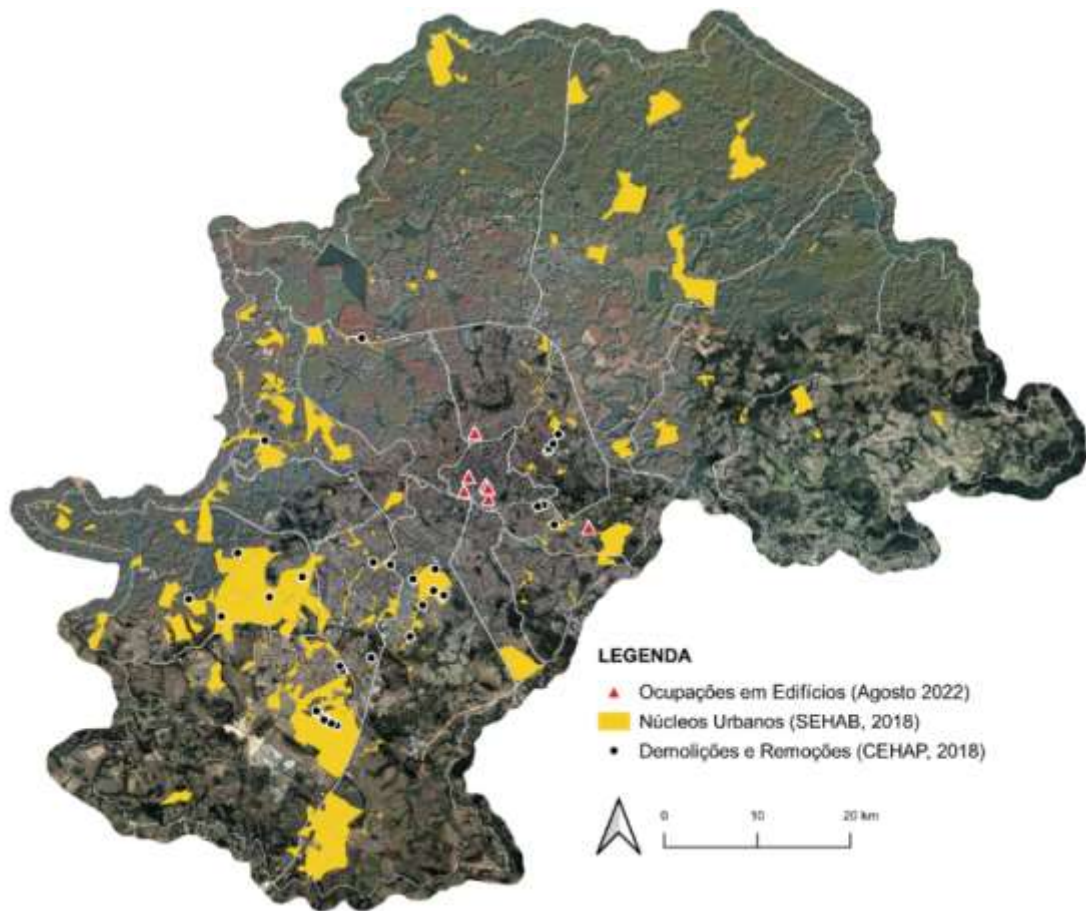 LEGENDA
Ocupações em Edifícios (Agosto 2022)
Núcleos Urbanos (SEHAB, 2018)
Demolições e Remoções (CEHAP, 2018)
0 10 20 km